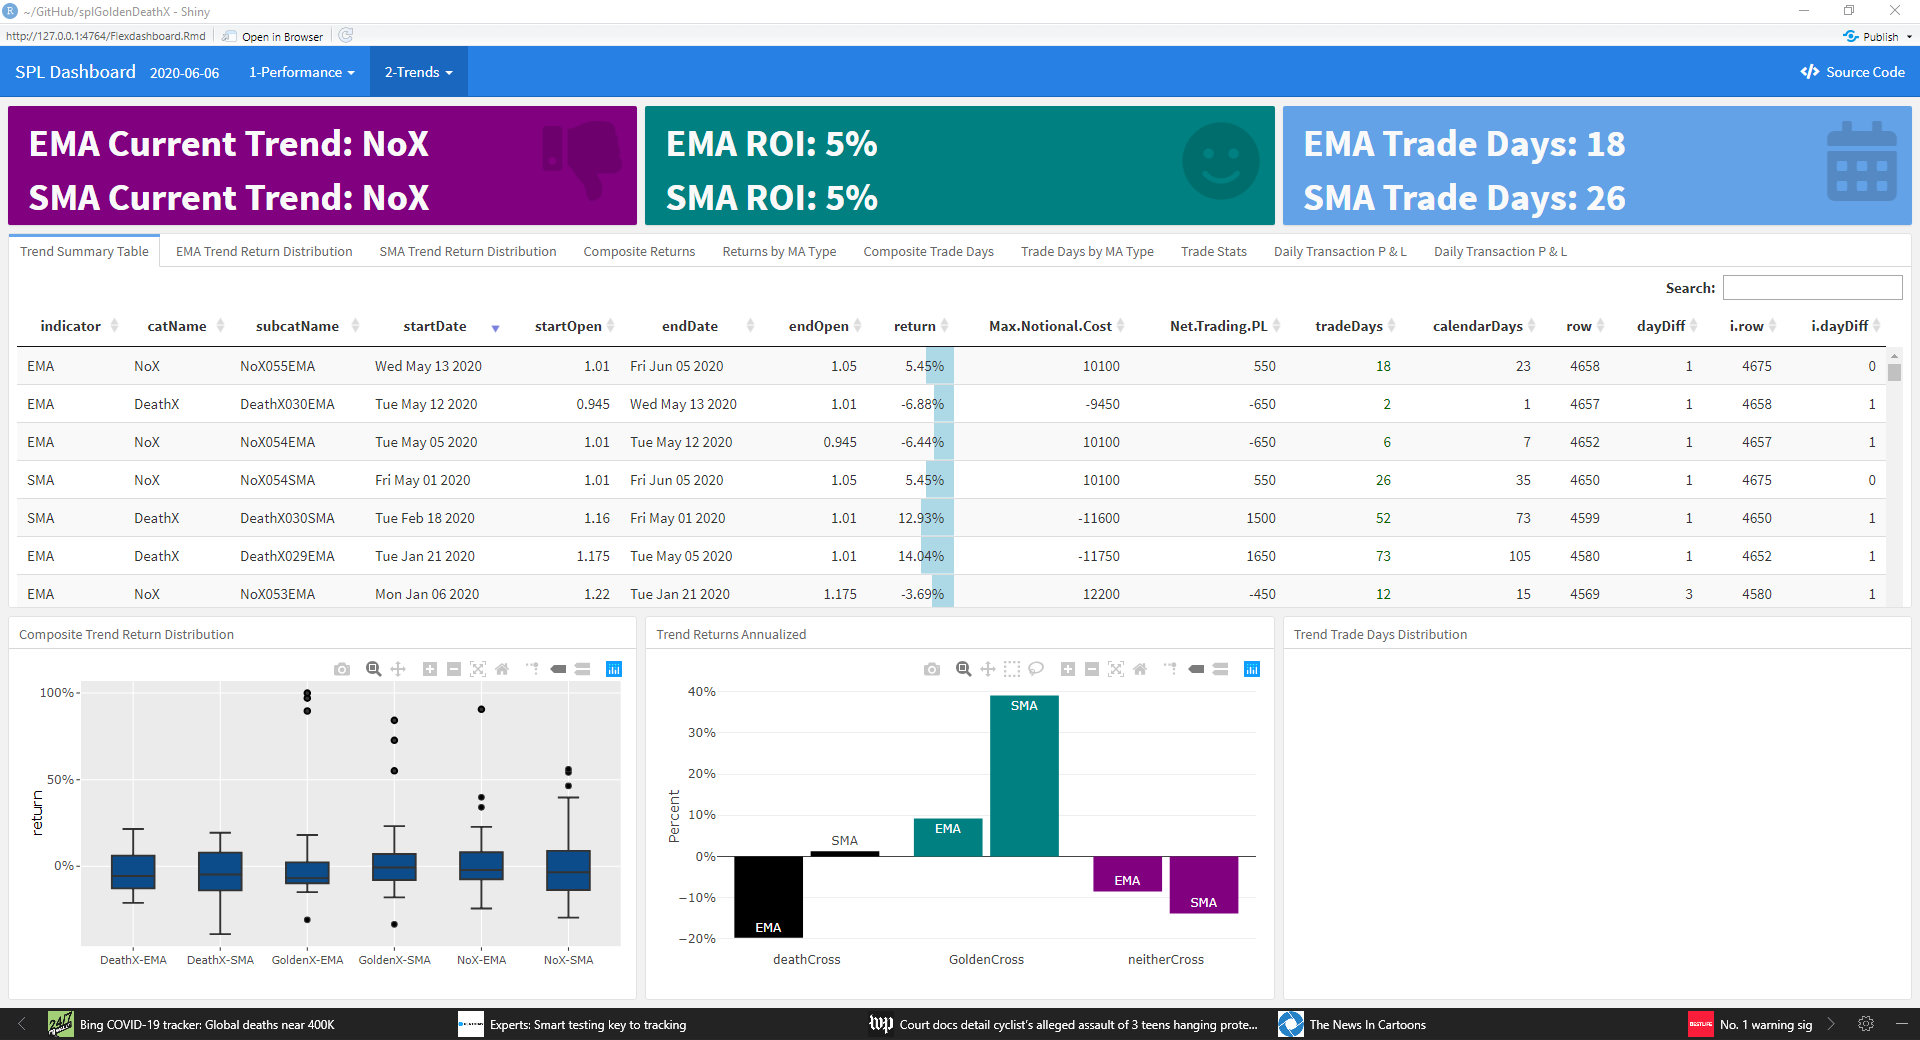 ~/GitHub/splGoldenDeathX - Shiny
http://127.0.0.1:4764/Flexdashboard.Rmd Open in Browser Publish
SPL Dashboard 2020-06-06 1-Performance 2-Trends Source Code
EMA Current Trend: NoX
SMA Current Trend: NoX
EMA ROI: 5%
SMA ROI: 5%
EMA Trade Days: 18
SMA Trade Days: 26
Trend Summary Table EMA Trend Return Distribution SMA Trend Return Distribution Composite Returns Returns by MA Type Composite Trade Days Trade Days by MA Type Trade Stats Daily Transaction P & L Daily Transaction P & L
Search:
indicator catName subcatName startDate startOpen endDate endOpen return Max.Notional.Cost Net.Trading.PL tradeDays calendarDays row dayDiff i.row i.dayDiff
EMA NoX NoX055EMA Wed May 13 2020 1.01 Fri Jun 05 2020 1.05 5.45% 10100 550 18 23 4658 1 4675 0
EMA DeathX DeathX030EMA Tue May 12 2020 0.945 Wed May 13 2020 1.01 -6.88% -9450 -650 2 1 4657 1 4658 1
EMA NoX NoX054EMA Tue May 05 2020 1.01 Tue May 12 2020 0.945 -6.44% 10100 -650 6 7 4652 1 4657 1
SMA NoX NoX054SMA Fri May 01 2020 1.01 Fri Jun 05 2020 1.05 5.45% 10100 550 26 35 4650 1 4675 0
SMA DeathX DeathX030SMA Tue Feb 18 2020 1.16 Fri May 01 2020 1.01 12.93% -11600 1500 52 73 4599 1 4650 1
EMA DeathX DeathX029EMA Tue Jan 21 2020 1.175 Tue May 05 2020 1.01 14.04% -11750 1650 73 105 4580 1 4652 1
EMA NoX NoX053EMA Mon Jan 06 2020 1.22 Tue Jan 21 2020 1.175 -3.69% 12200 -450 12 15 4569 3 4580 1
Composite Trend Return Distribution
100%
50%
0%
return
DeathX-EMA DeathX-SMA GoldenX-EMA GoldenX-SMA NoX-EMA NoX-SMA
Trend Returns Annualized
40%
30%
20%
10%
0%
−10%
−20%
Percent
EMA
SMA
EMA
SMA
EMA
SMA
deathCross GoldenCross neitherCross
Trend Trade Days Distribution
24/7 Bing COVID-19 tracker: Global deaths near 400K Experts: Smart testing key to tracking wp Court docs detail cyclist's alleged assault of 3 teens hanging prote... The News In Cartoons BESTLIFE No. 1 warning sig